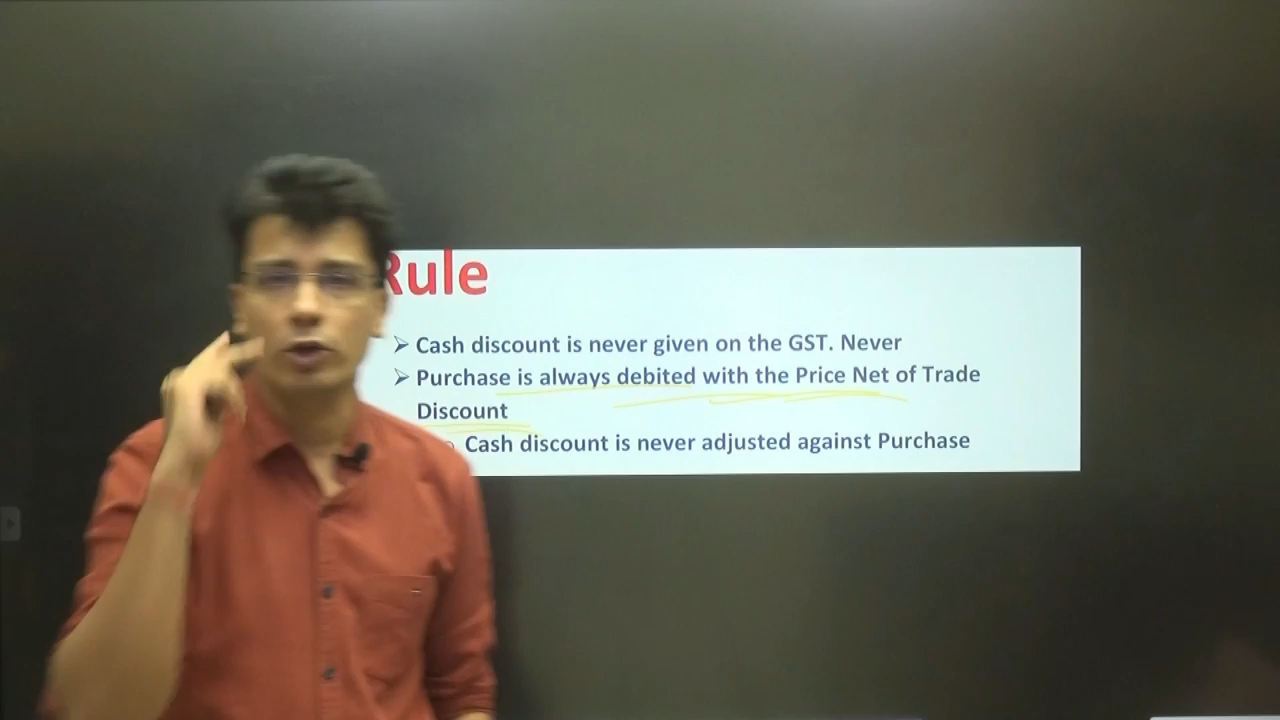 Rule
➢ Cash discount is never given on the GST. Never
➢ Purchase is always debited with the Price Net of Trade
Discount
o Cash discount is never adjusted against Purchase